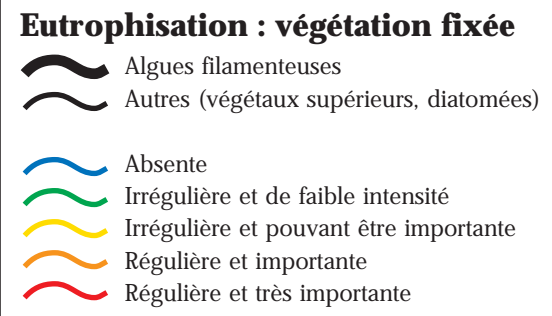 Eutrophisation : végétation fixée
Algues filamenteuses
Autres (végétaux supérieurs, diatomées)
Absente
Irrégulière et de faible intensité
Irrégulière et pouvant être importante
Régulière et importante
Régulière et très importante